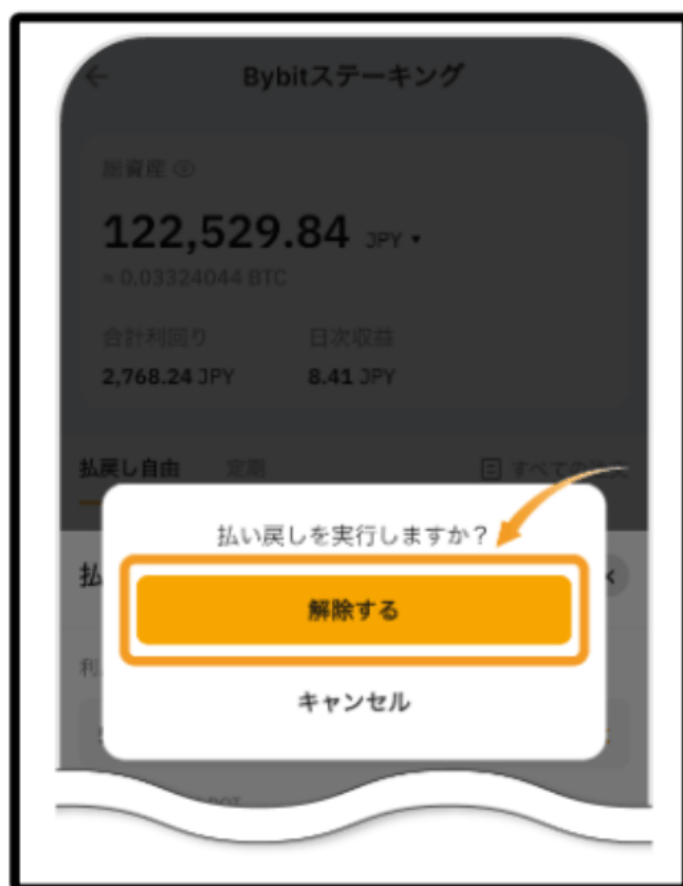 Bybitステーキング
総資産
122,529.84 JPY
≈ 0.03324044 BTC
合計利回り 日次収益
2,768.24 JPY 8.41 JPY
払戻し自由 定期 すべての注文
払い戻しを実行しますか？
払
解除する
利
キャンセル